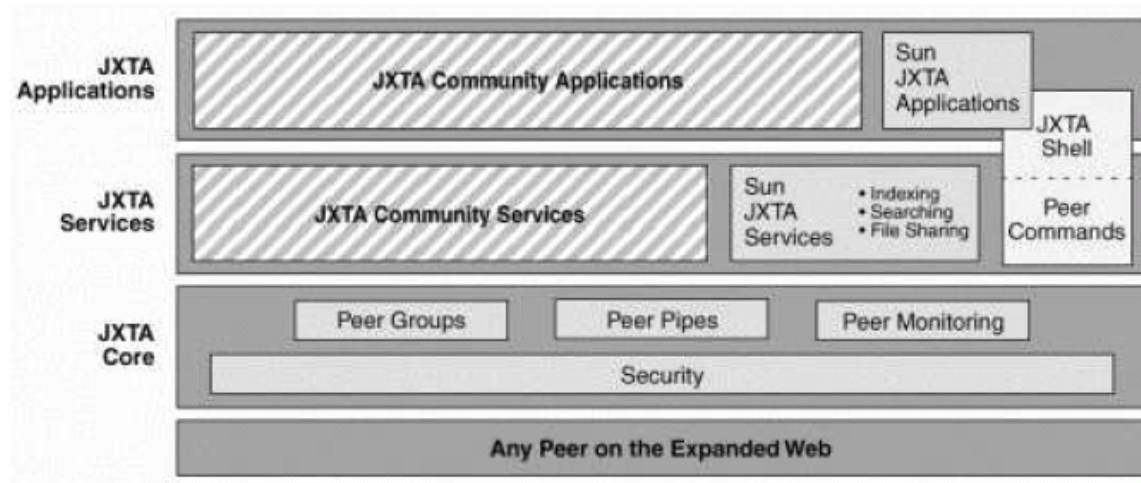 JXTA
Applications
JXTA Community Applications
Sun
JXTA
Applications
JXTA
Shell
JXTA
Services
JXTA Community Services
Sun
JXTA
Services
• Indexing
• Searching
• File Sharing
Peer
Commands
JXTA
Core
Peer Groups
Peer Pipes
Peer Monitoring
Security
Any Peer on the Expanded Web